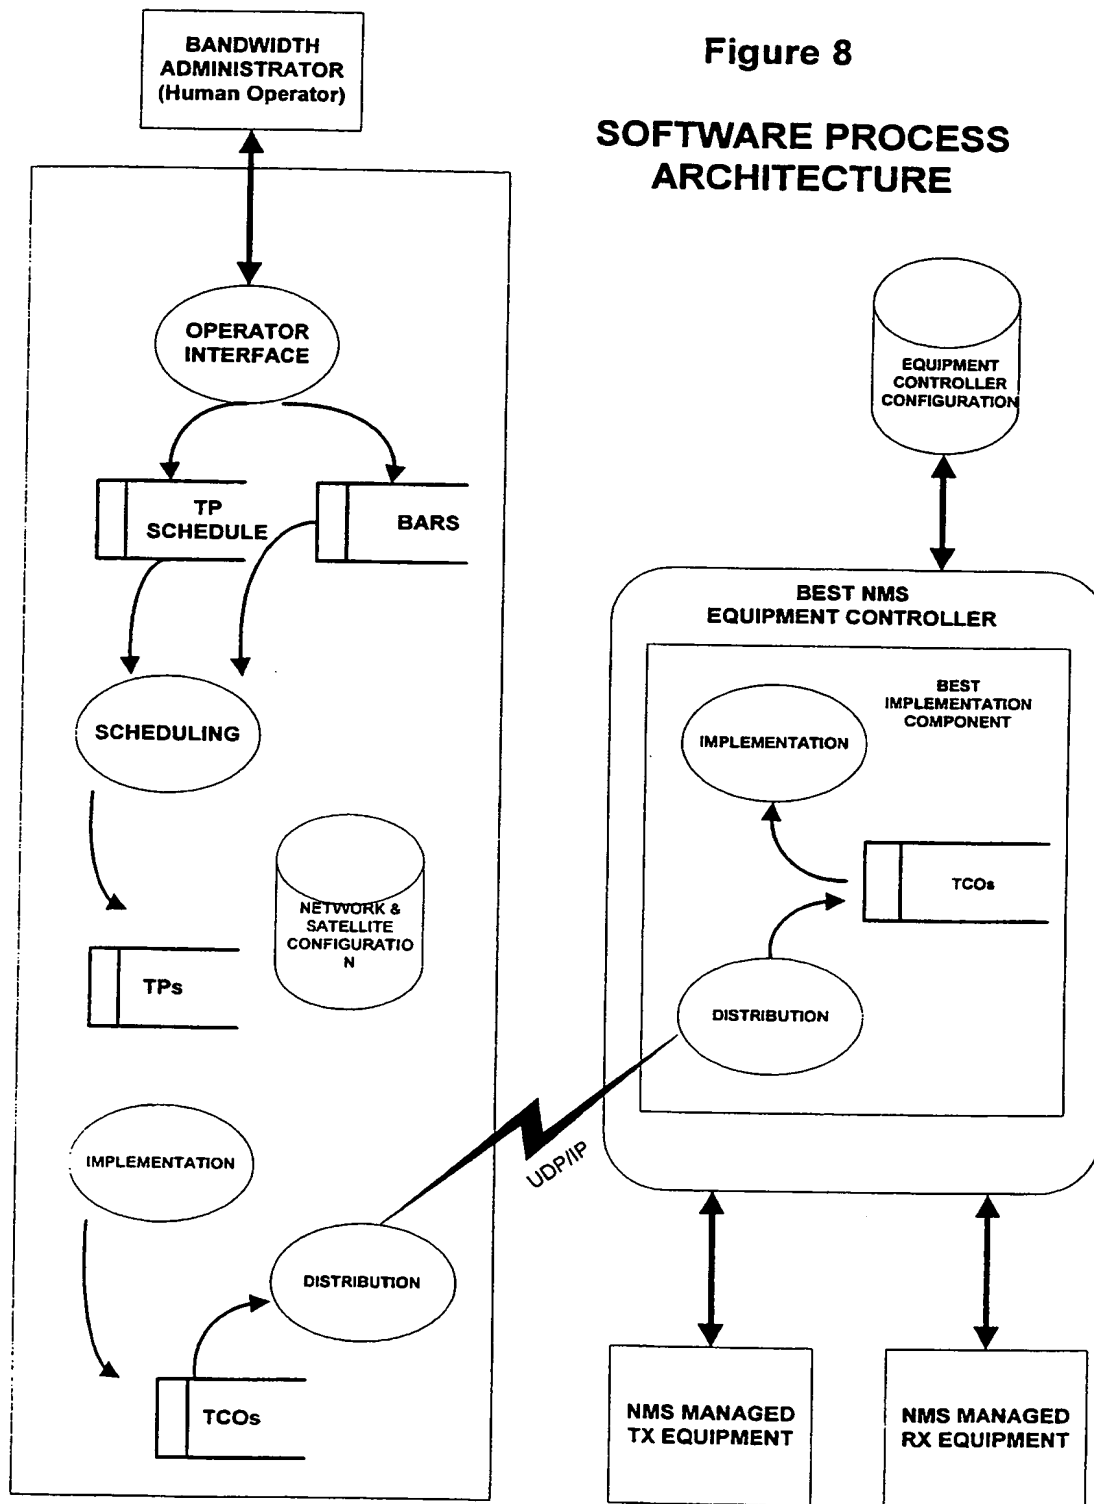 Figure 8
SOFTWARE PROCESS
ARCHITECTURE
BANDWIDTH
ADMINISTRATOR
(Human Operator)
OPERATOR
INTERFACE
TP
SCHEDULE
BARS
SCHEDULING
NETWORK &
SATELLITE
CONFIGURATIO
N
TPs
IMPLEMENTATION
DISTRIBUTION
TCOs
UDP/IP
EQUIPMENT
CONTROLLER
CONFIGURATION
BEST NMS
EQUIPMENT CONTROLLER
BEST
IMPLEMENTATION
COMPONENT
IMPLEMENTATION
TCOs
DISTRIBUTION
NMS MANAGED
TX EQUIPMENT
NMS MANAGED
RX EQUIPMENT